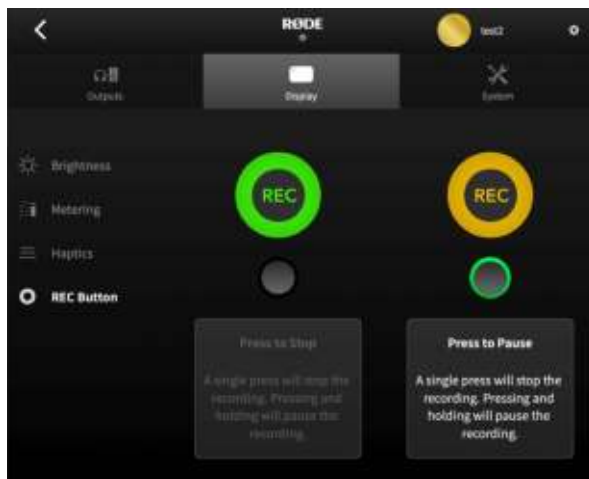 RØDE
test2
Outputs
Display
System
Brightness
Metering
Haptics
REC Button
REC
REC
Press to Stop
A single press will stop the
recording. Pressing and
holding will pause the
recording.
Press to Pause
A single press will stop the
recording. Pressing and
holding will pause the
recording.